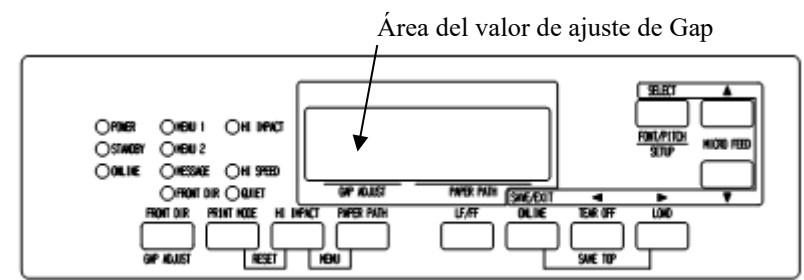 Área del valor de ajuste de Gap
SELECT ▲
POWER MENU 1 HI IMPACT
STANDBY MENU 2
ONLINE MESSAGE HI SPEED
FRONT DIR QUIET
FONT/PITCH
SETUP
MICRO FEED
GAP ADJUST PAPER PATH
SAVE/EXIT ◀ ▶ ▼
FRONT DIR PRINT MODE HI IMPACT PAPER PATH LF/FF ONLINE TEAR OFF LOAD
GAP ADJUST RESET MENU SAVE TOP